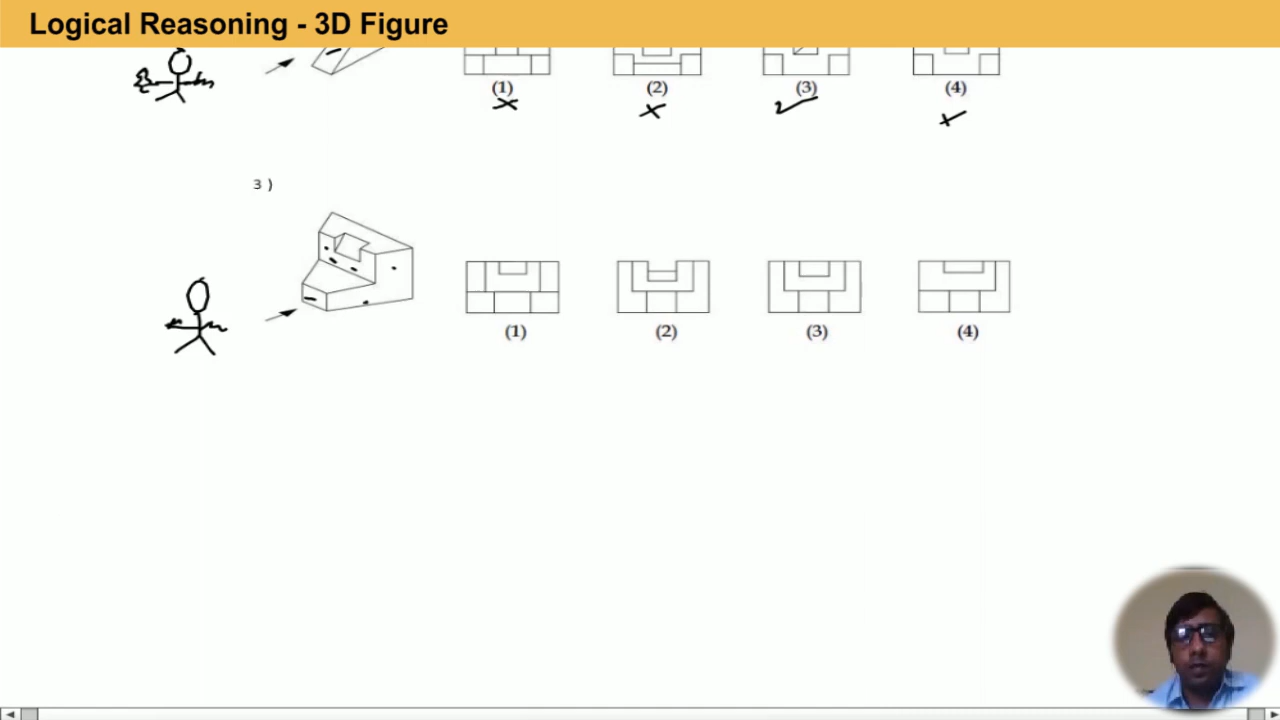 Logical Reasoning - 3D Figure
(1) (2) (3) (4)
3 )
(1) (2) (3) (4)